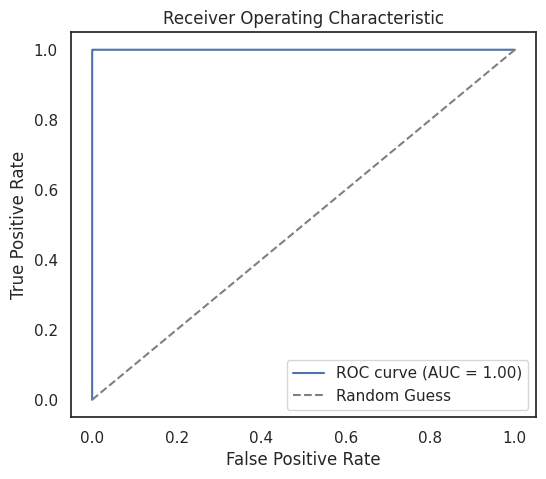 Receiver Operating Characteristic
1.0
0.8
0.6
0.4
0.2
0.0
True Positive Rate
ROC curve (AUC = 1.00)
Random Guess
0.0 0.2 0.4 0.6 0.8 1.0
False Positive Rate